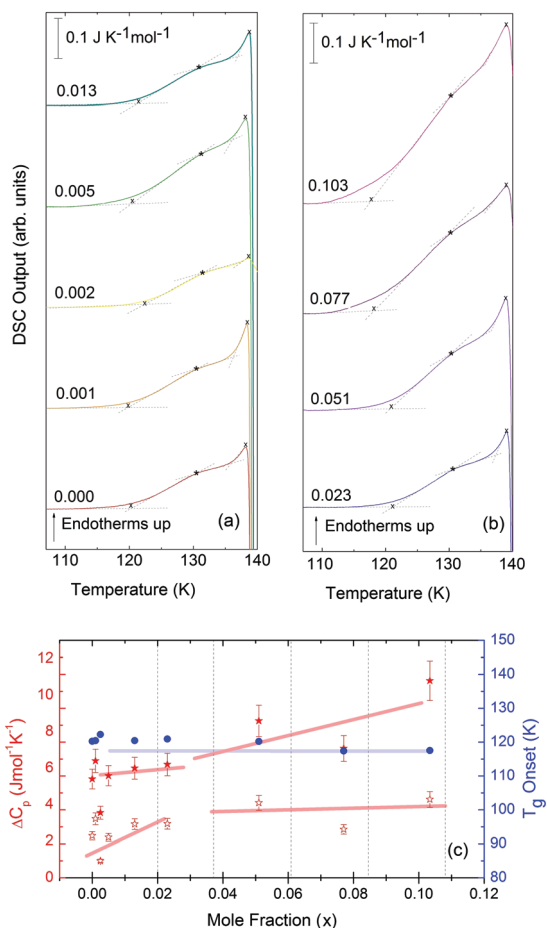 0.1 J K-1mol-1
0.013
0.005
0.002
0.001
0.000
Endotherms up
(a)
DSC Output (arb. units)
110 120 130 140
Temperature (K)
0.1 J K-1mol-1
0.103
0.077
0.051
0.023
Endotherms up
(b)
110 120 130 140
Temperature (K)
12
10
8
6
4
2
0
ΔCp (Jmol-1K-1)
150
140
130
120
110
100
90
80
Tg Onset (K)
(c)
0.00 0.02 0.04 0.06 0.08 0.10 0.12
Mole Fraction (x)